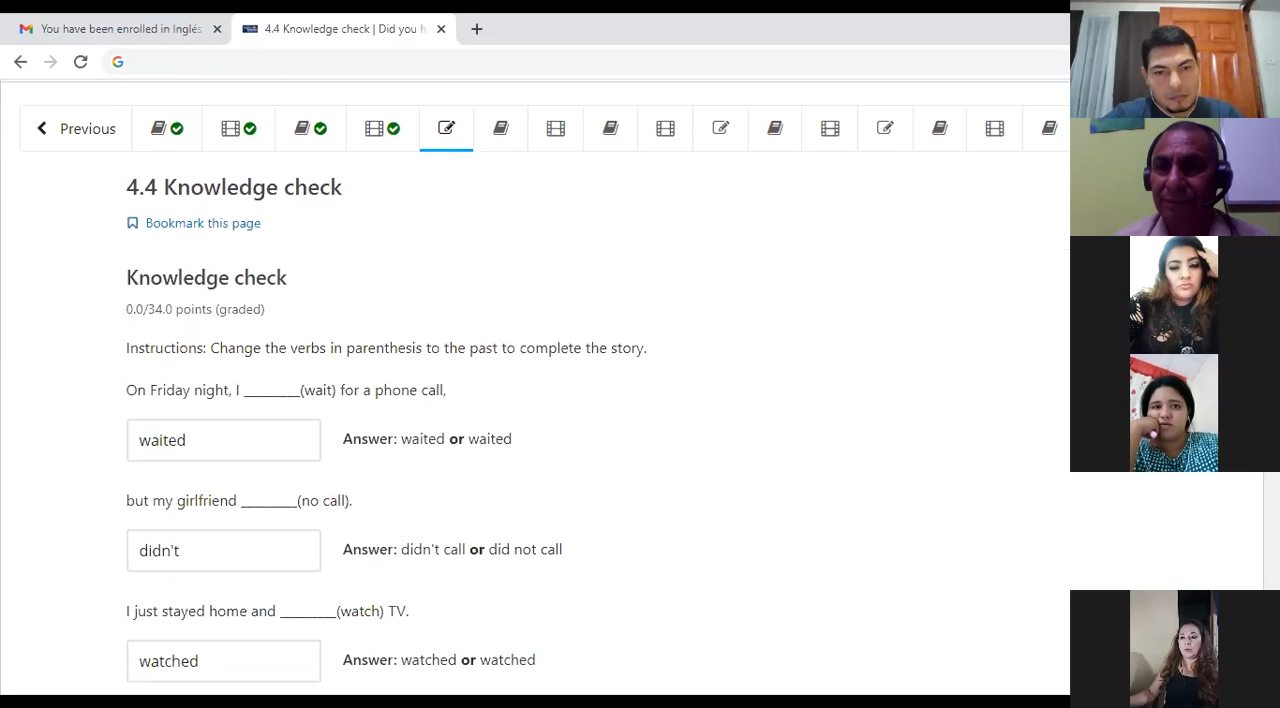 You have been enrolled in Inglés
4.4 Knowledge check | Did you h
Previous
4.4 Knowledge check
Bookmark this page
Knowledge check
0.0/34.0 points (graded)
Instructions: Change the verbs in parenthesis to the past to complete the story.
On Friday night, I ________(wait) for a phone call,
waited
Answer: waited or waited
but my girlfriend ________(no call).
didn't
Answer: didn't call or did not call
I just stayed home and ________(watch) TV.
watched
Answer: watched or watched